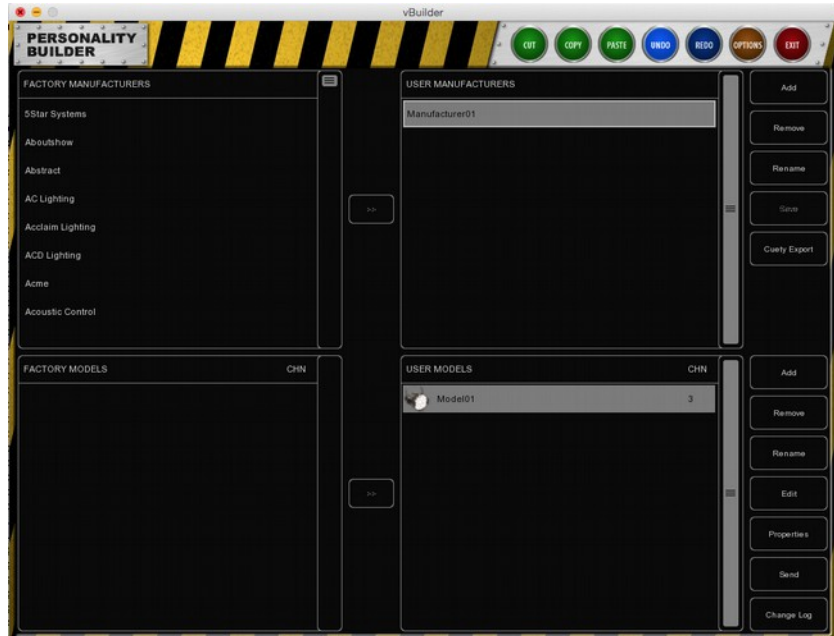 vBuilder
PERSONALITY
BUILDER
CUT
COPY
PASTE
UNDO
REDO
OPTIONS
EXIT
FACTORY MANUFACTURERS
5Star Systems
Aboutshow
Abstract
AC Lighting
Acclaim Lighting
ACD Lighting
Acme
Acoustic Control
>>
USER MANUFACTURERS
Manufacturer01
Add
Remove
Rename
Save
Cuety Export
FACTORY MODELS CHN
>>
USER MODELS CHN
Model01 3
Add
Remove
Rename
Edit
Properties
Send
Change Log